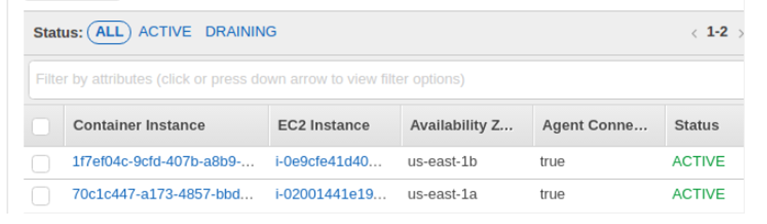 Status: ALL ACTIVE DRAINING 1-2
Filter by attributes (click or press down arrow to view filter options)
Container Instance EC2 Instance Availability Z... Agent Conne... Status
1f7ef04c-9cfd-407b-a8b9-... i-0e9cfe41d40... us-east-1b true ACTIVE
70c1c447-a173-4857-bbd... i-02001441e19... us-east-1a true ACTIVE